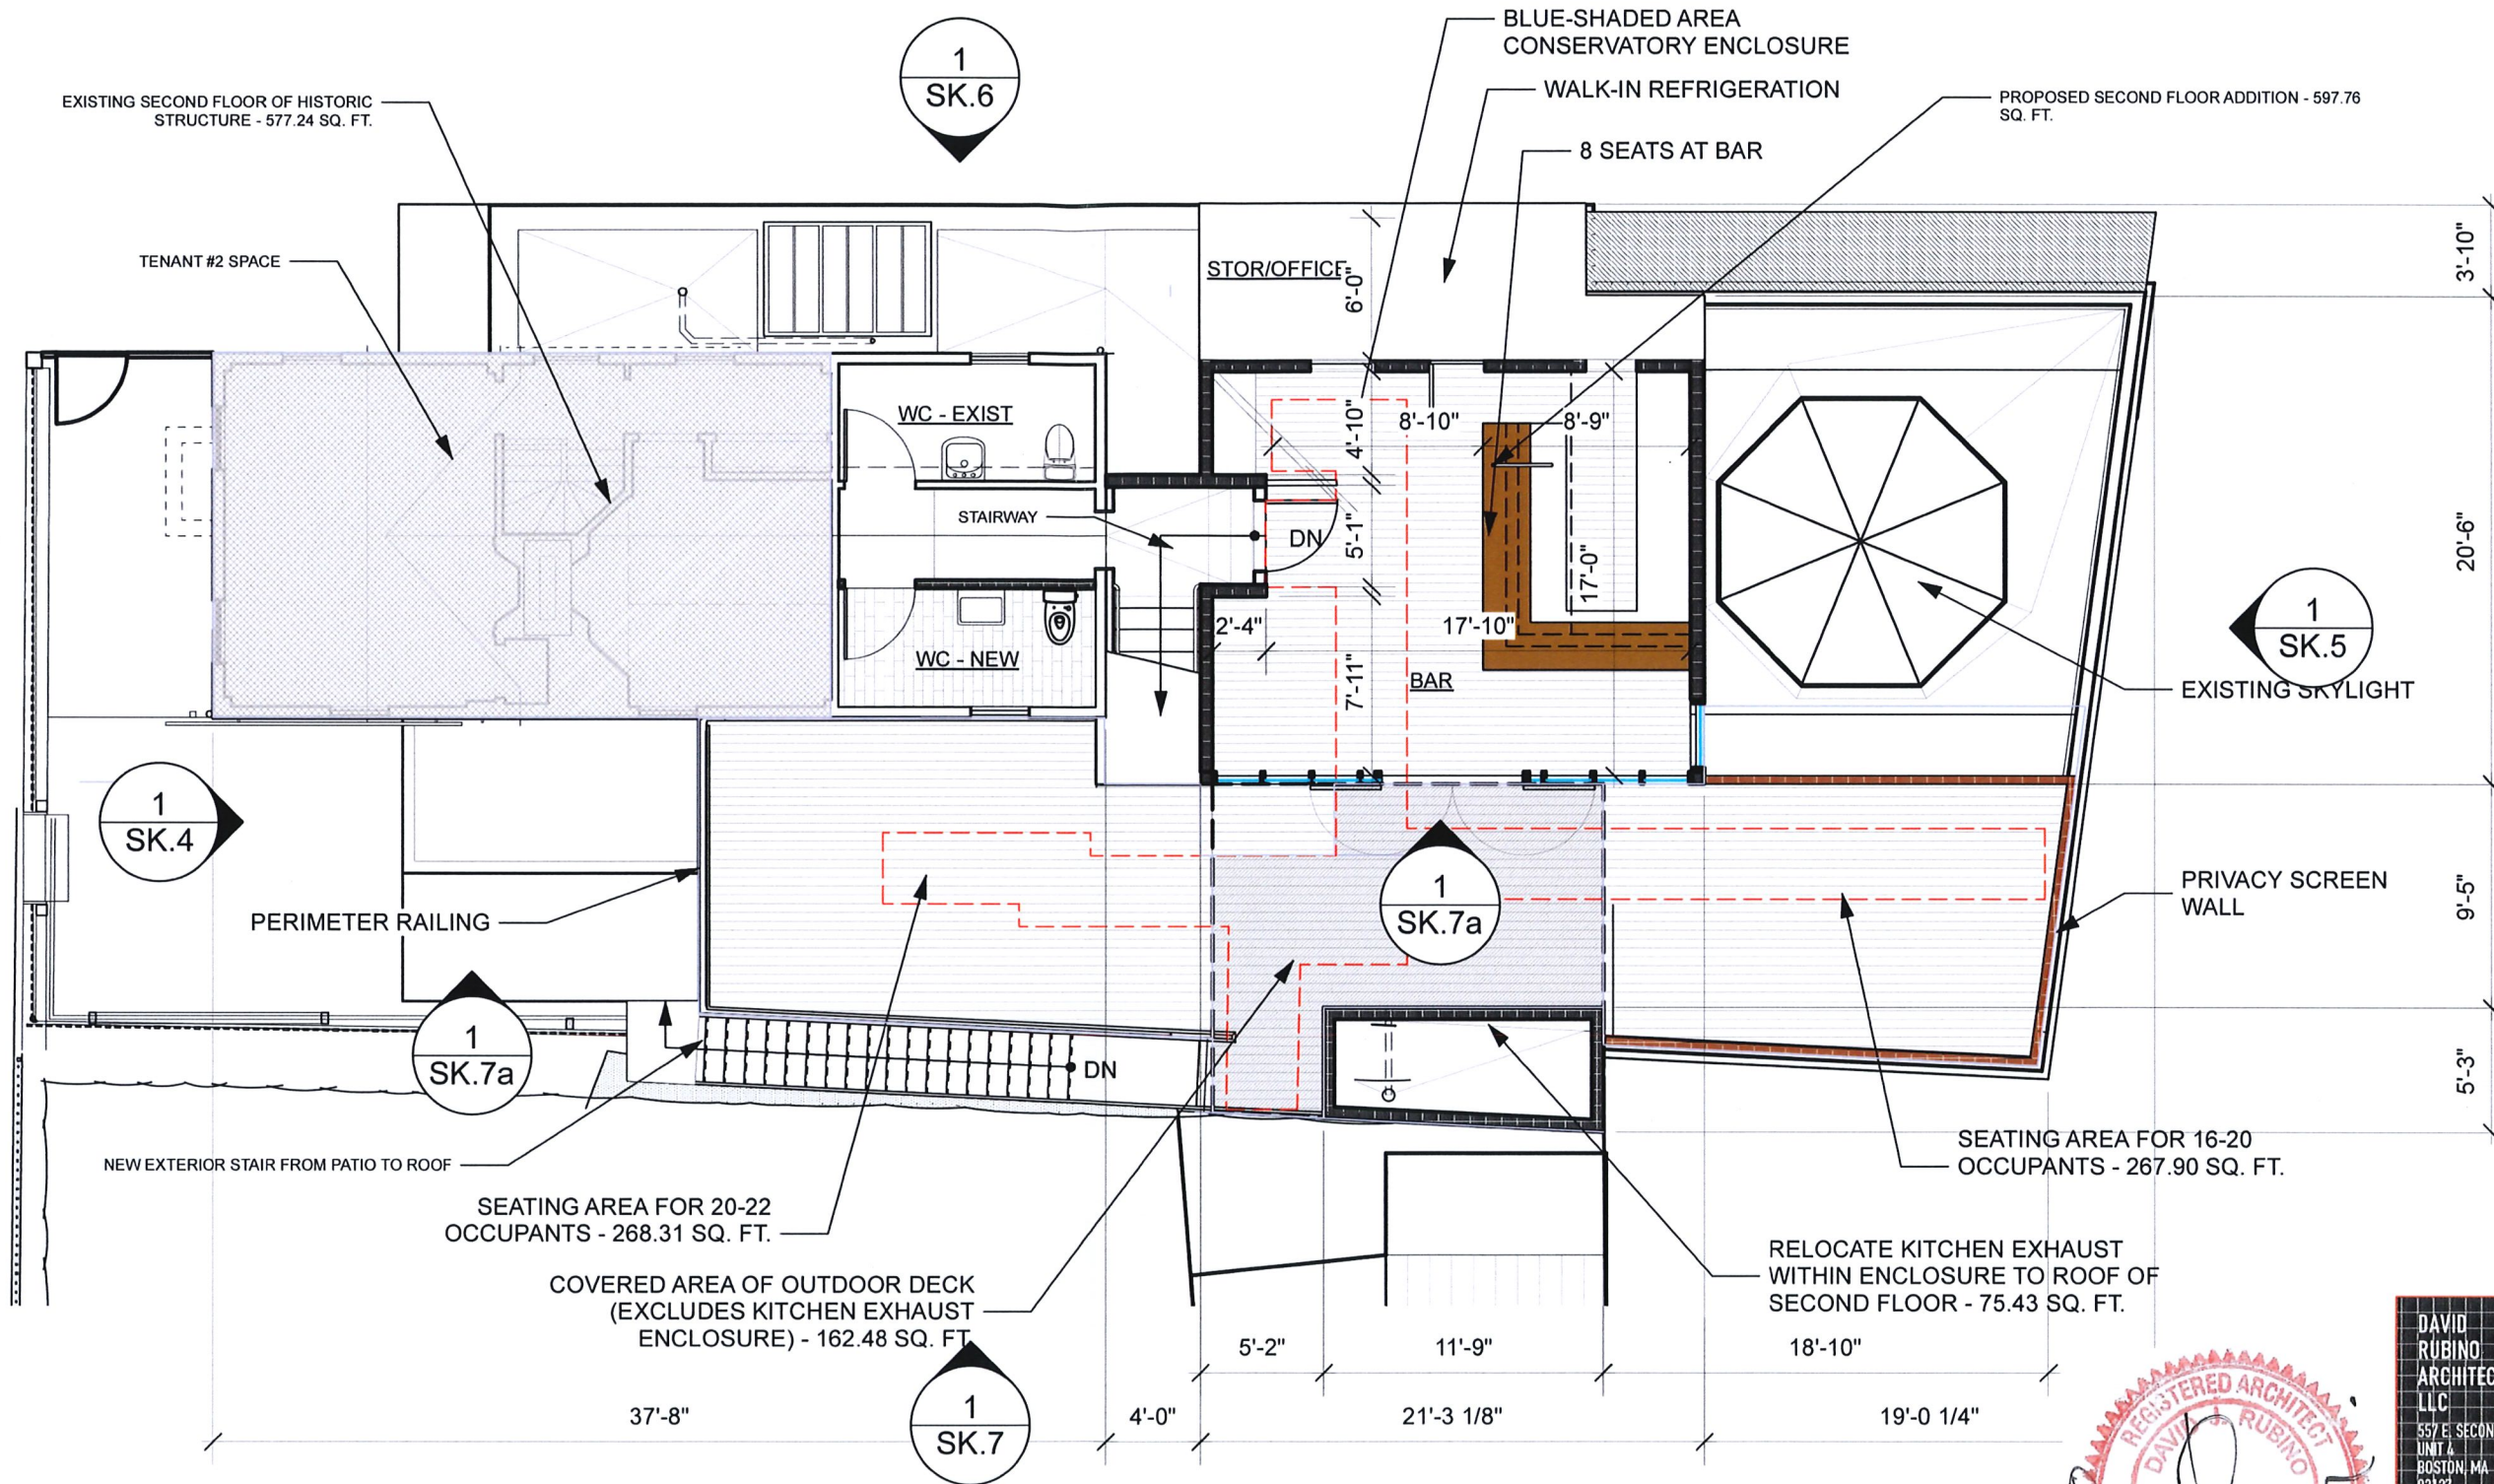 BLUE-SHADED AREA
CONSERVATORY ENCLOSURE
1
SK.6
WALK-IN REFRIGERATION
EXISTING SECOND FLOOR OF HISTORIC
STRUCTURE - 577.24 SQ. FT.
PROPOSED SECOND FLOOR ADDITION - 597.76
SQ. FT.
8 SEATS AT BAR
TENANT #2 SPACE
STOR/OFFICE
6'-0"
3'-10"
WC - EXIST
4'-10"
8'-10"
8'-9"
STAIRWAY
DN
5'-1"
17'-0"
20'-6"
2'-4"
17'-10"
1
SK.5
WC - NEW
7'-11"
BAR
EXISTING SKYLIGHT
1
SK.4
PERIMETER RAILING
1
SK.7a
PRIVACY SCREEN
WALL
9'-5"
1
SK.7a
DN
5'-3"
NEW EXTERIOR STAIR FROM PATIO TO ROOF
SEATING AREA FOR 16-20
OCCUPANTS - 267.90 SQ. FT.
SEATING AREA FOR 20-22
OCCUPANTS - 268.31 SQ. FT.
RELOCATE KITCHEN EXHAUST
WITHIN ENCLOSURE TO ROOF OF
SECOND FLOOR - 75.43 SQ. FT.
COVERED AREA OF OUTDOOR DECK
(EXCLUDES KITCHEN EXHAUST
ENCLOSURE) - 162.48 SQ. FT.
5'-2"
11'-9"
18'-10"
37'-8"
1
SK.7
4'-0"
21'-3 1/8"
19'-0 1/4"
REGISTERED ARCHITECT
DAVID J. RUBINO
DAVID
RUBINO
ARCHITEC
LLC
557 E. SECON
UNIT 4
BOSTON, MA